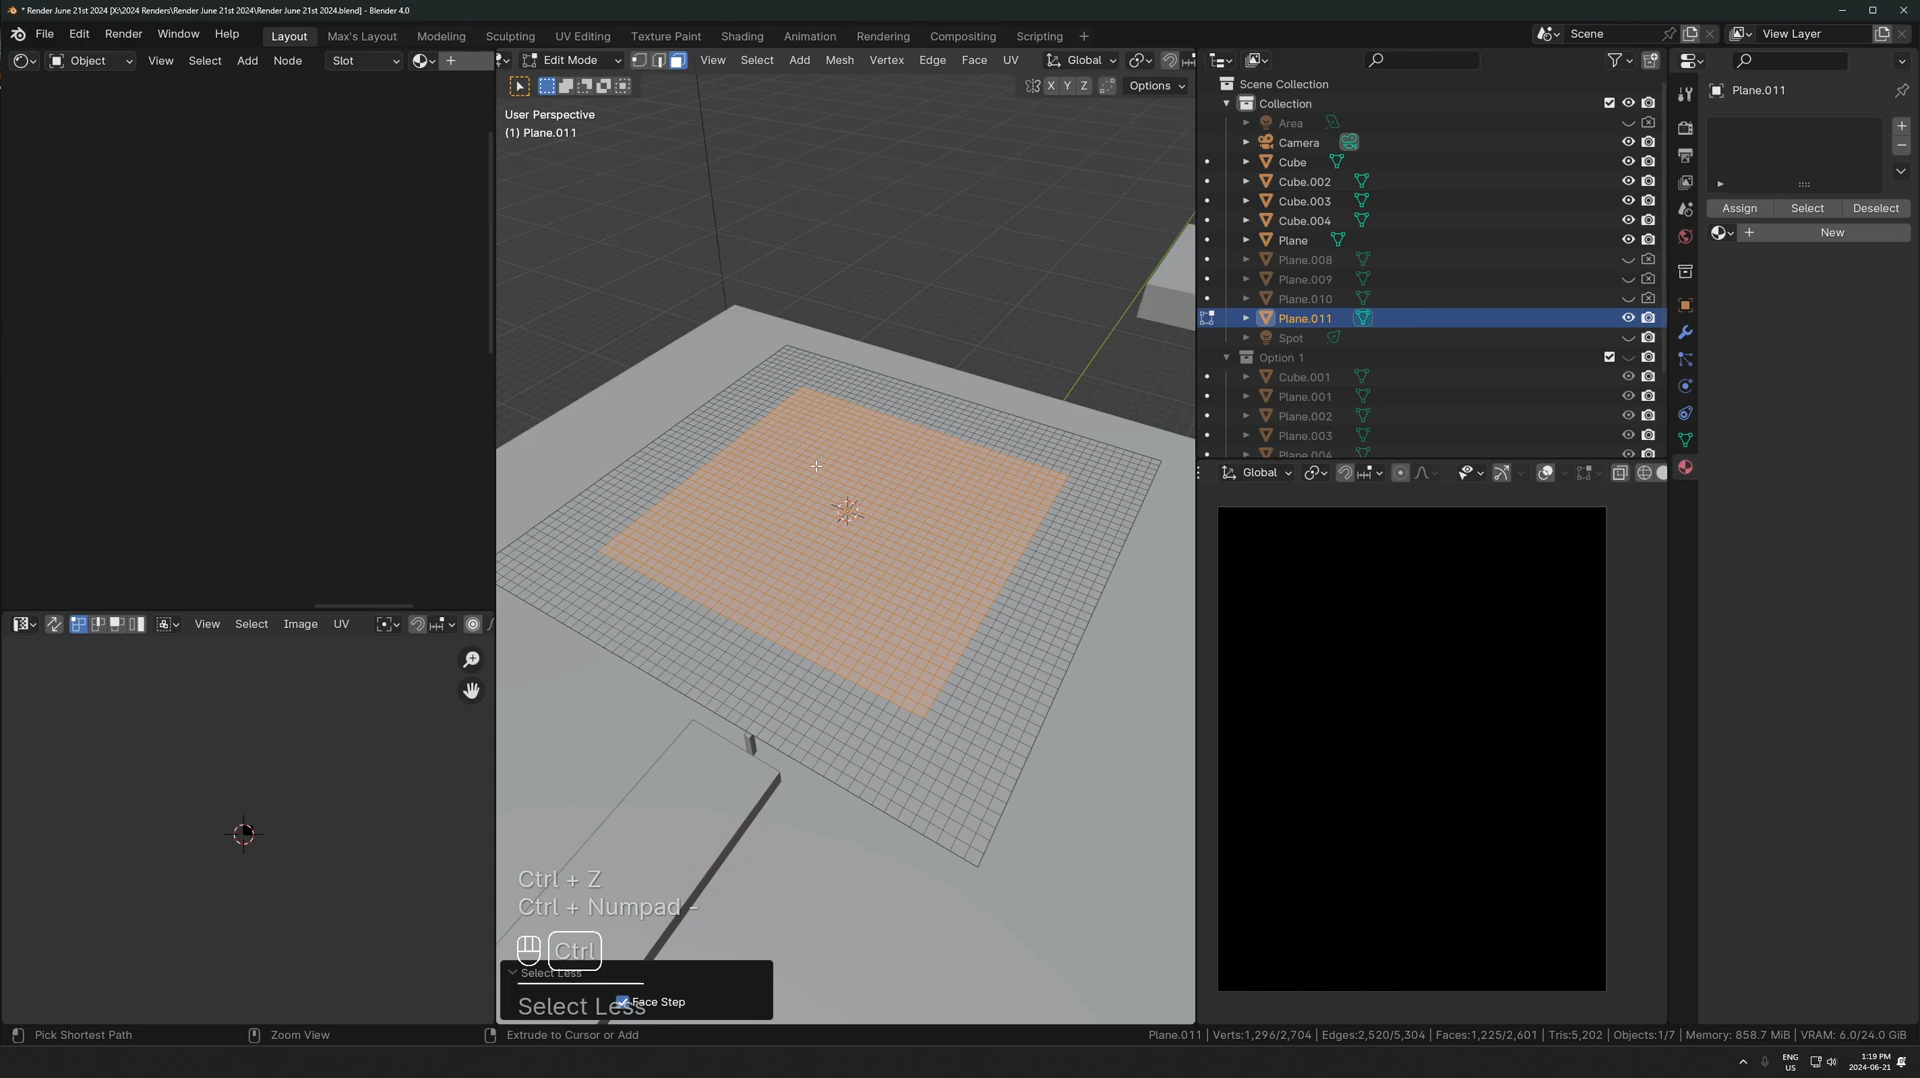 * Render June 21st 2024 [X:\2024 Renders\Render June 21st 2024\Render June 21st 2024.blend] - Blender 4.0
File Edit Render Window Help
Layout Max's Layout Modeling Sculpting UV Editing Texture Paint Shading Animation Rendering Compositing Scripting +
Scene
View Layer
Object View Select Add Node Slot
Edit Mode View Select Add Mesh Vertex Edge Face UV Global
X Y Z Options
User Perspective
(1) Plane.011
Scene Collection
Collection
Area
Camera
Cube
Cube.002
Cube.003
Cube.004
Plane
Plane.008
Plane.009
Plane.010
Plane.011
Spot
Option 1
Cube.001
Plane.001
Plane.002
Plane.003
Plane.004
Plane.011
Assign Select Deselect
New
Global
View Select Image UV
Ctrl + Z
Ctrl + Numpad -
Ctrl
Select Less
Face Step
Select Less
Pick Shortest Path
Zoom View
Extrude to Cursor or Add
Plane.011 | Verts:1,296/2,704 | Edges:2,520/5,304 | Faces:1,225/2,601 | Tris:5,202 | Objects:1/7 | Memory: 858.7 MiB | VRAM: 6.0/24.0 GiB
ENG
US
1:19 PM
2024-06-21